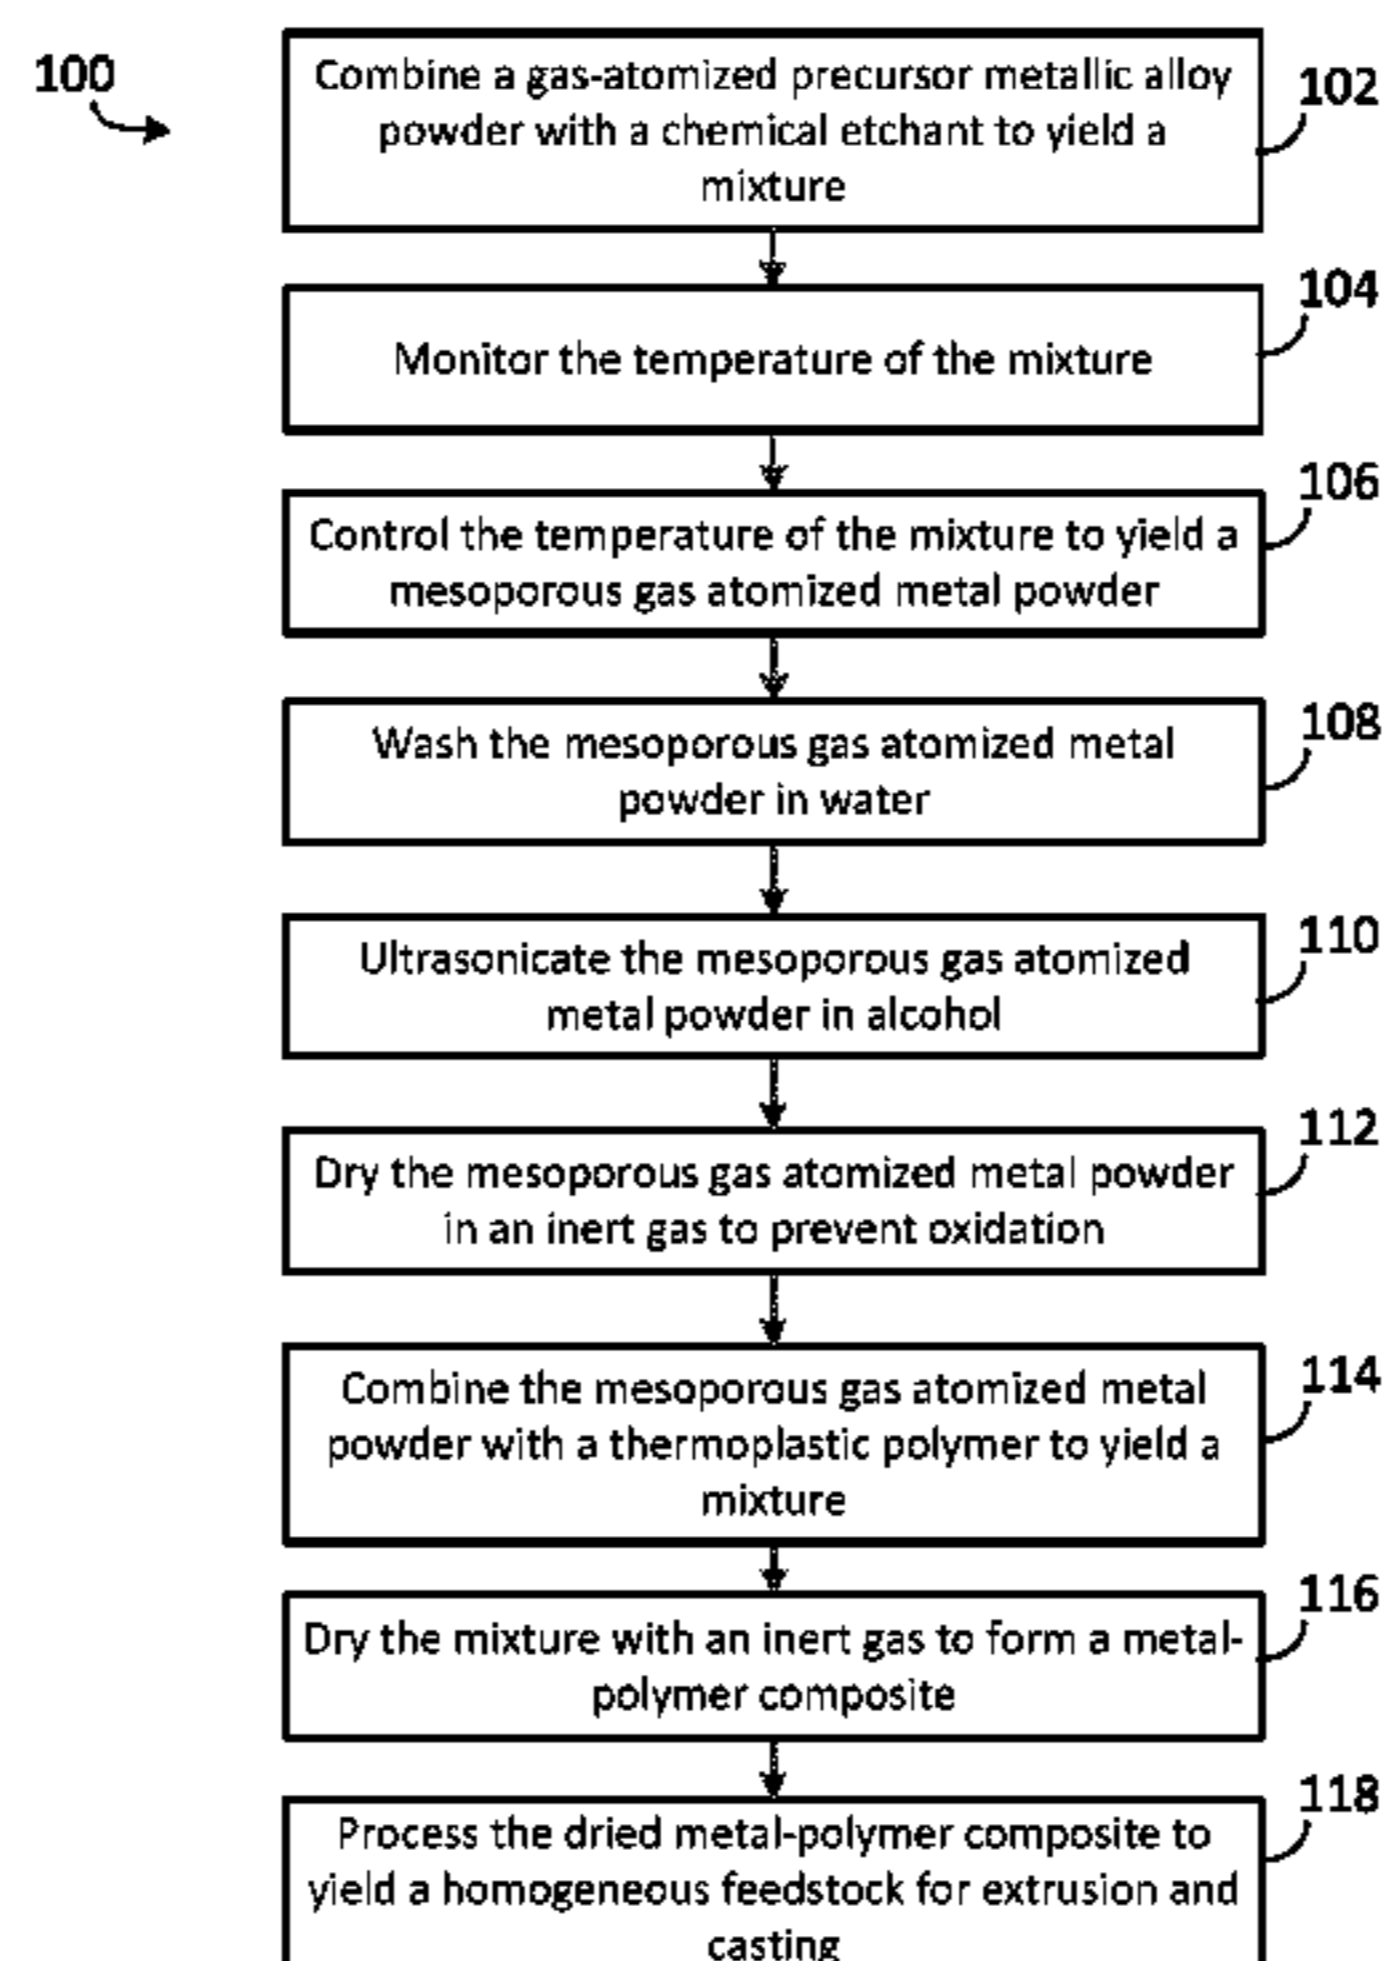 100
Combine a gas-atomized precursor metallic alloy
powder with a chemical etchant to yield a
mixture
102
Monitor the temperature of the mixture
104
Control the temperature of the mixture to yield a
mesoporous gas atomized metal powder
106
Wash the mesoporous gas atomized metal
powder in water
108
Ultrasonicate the mesoporous gas atomized
metal powder in alcohol
110
Dry the mesoporous gas atomized metal powder
in an inert gas to prevent oxidation
112
Combine the mesoporous gas atomized metal
powder with a thermoplastic polymer to yield a
mixture
114
Dry the mixture with an inert gas to form a metal-
polymer composite
116
Process the dried metal-polymer composite to
yield a homogeneous feedstock for extrusion and
casting
118